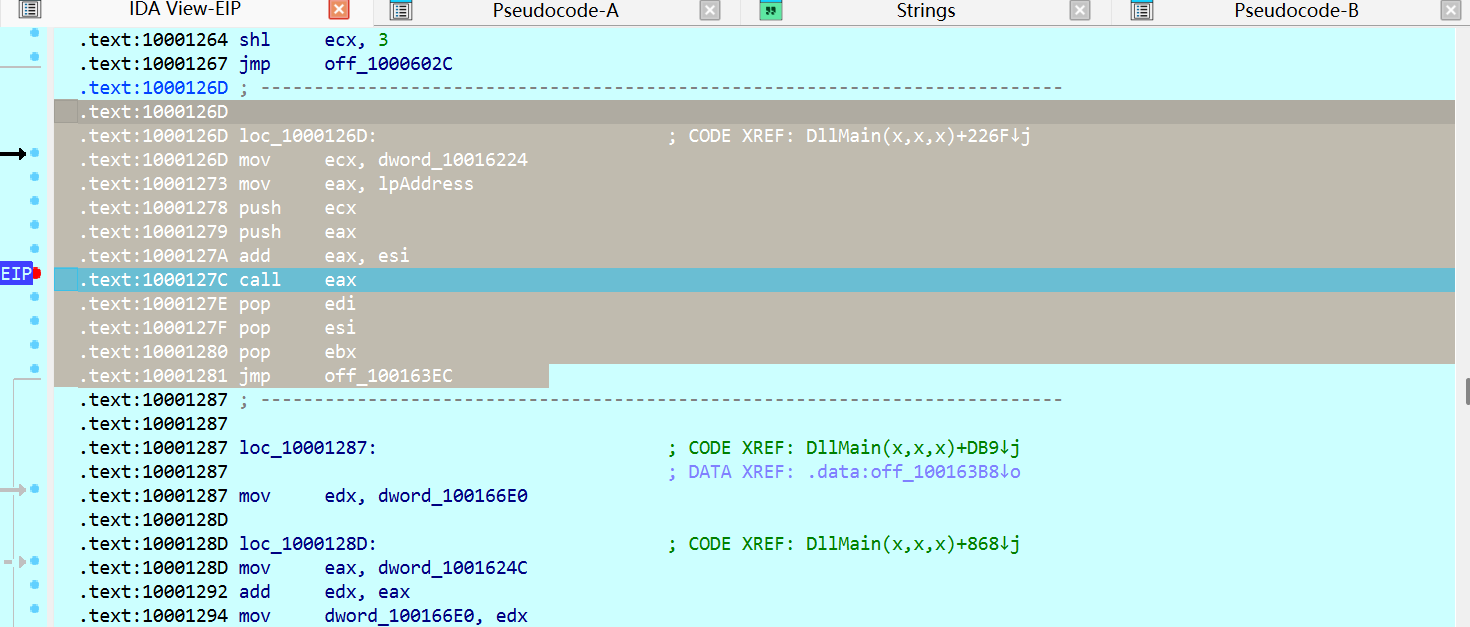 IDA View-EIP Pseudocode-A Strings Pseudocode-B
.text:10001264 shl ecx, 3
.text:10001267 jmp off_1000602C
.text:1000126D ; ---------------------------------------------------------------------------
.text:1000126D
.text:1000126D loc_1000126D: ; CODE XREF: DllMain(x,x,x)+226F↓j
.text:1000126D mov ecx, dword_10016224
.text:10001273 mov eax, lpAddress
.text:10001278 push ecx
.text:10001279 push eax
.text:1000127A add eax, esi
EIP .text:1000127C call eax
.text:1000127E pop edi
.text:1000127F pop esi
.text:10001280 pop ebx
.text:10001281 jmp off_100163EC
.text:10001287 ; ---------------------------------------------------------------------------
.text:10001287
.text:10001287 loc_10001287: ; CODE XREF: DllMain(x,x,x)+DB9↓j
.text:10001287 ; DATA XREF: .data:off_100163B8↓o
.text:10001287 mov edx, dword_100166E0
.text:1000128D
.text:1000128D loc_1000128D: ; CODE XREF: DllMain(x,x,x)+868↓j
.text:1000128D mov eax, dword_1001624C
.text:10001292 add edx, eax
.text:10001294 mov dword_100166E0, edx